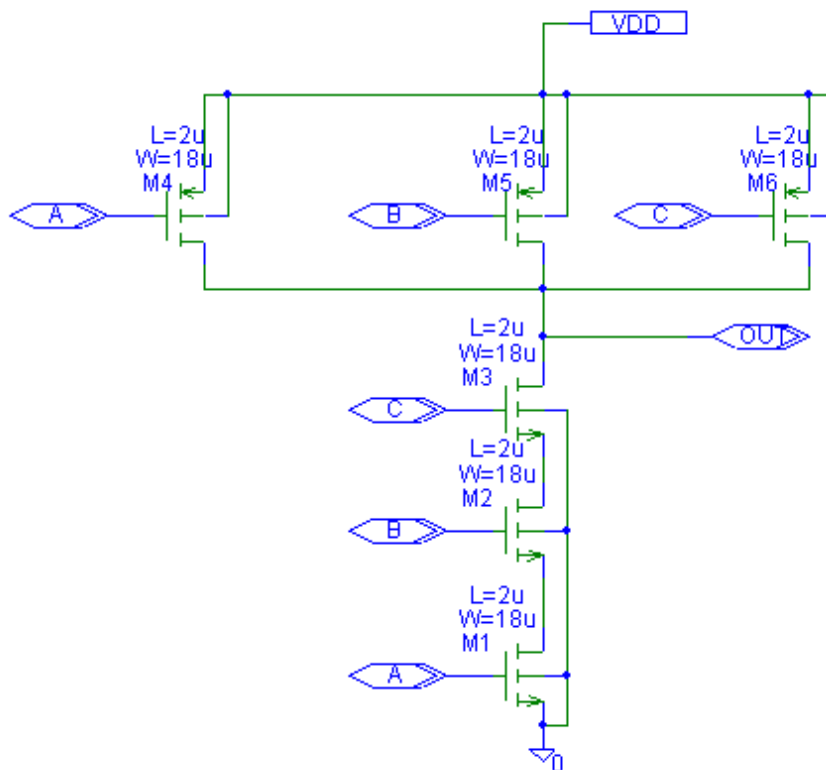 VDD
L=2u
W=18u
M4
L=2u
W=18u
M5
L=2u
W=18u
M6
A
B
C
OUT
L=2u
W=18u
M3
C
L=2u
W=18u
M2
B
L=2u
W=18u
M1
A
0